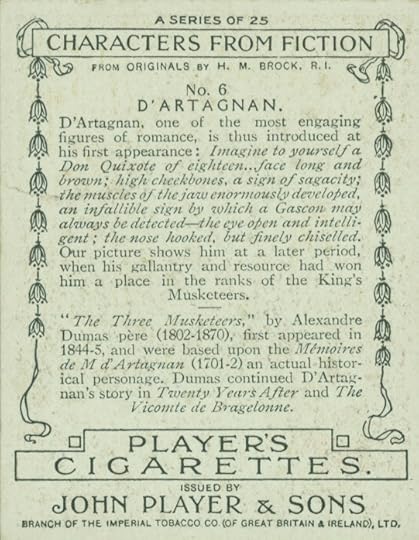 A SERIES OF 25
CHARACTERS FROM FICTION
FROM ORIGINALS BY H. M. BROCK, R.I.
No. 6
D'ARTAGNAN.
D'Artagnan, one of the most engaging
figures of romance, is thus introduced at
his first appearance: Imagine to yourself a
Don Quixote of eighteen...face long and
brown; high cheekbones, a sign of sagacity;
the muscles of the jaw enormously developed,
an infallible sign by which a Gascon may
always be detected—the eye open and intelli-
gent; the nose hooked, but finely chiselled.
Our picture shows him at a later period,
when his gallantry and resource had won
him a place in the ranks of the King's
Musketeers.
"The Three Musketeers," by Alexandre
Dumas père (1802-1870), first appeared in
1844-5, and were based upon the Mémoires
de M d'Artagnan (1701-2) an actual histor-
ical personage. Dumas continued D'Artag-
nan's story in Twenty Years After and The
Vicomte de Bragelonne.
PLAYER'S
CIGARETTES.
ISSUED BY
JOHN PLAYER & SONS
BRANCH OF THE IMPERIAL TOBACCO CO. (OF GREAT BRITAIN & IRELAND), LTD.